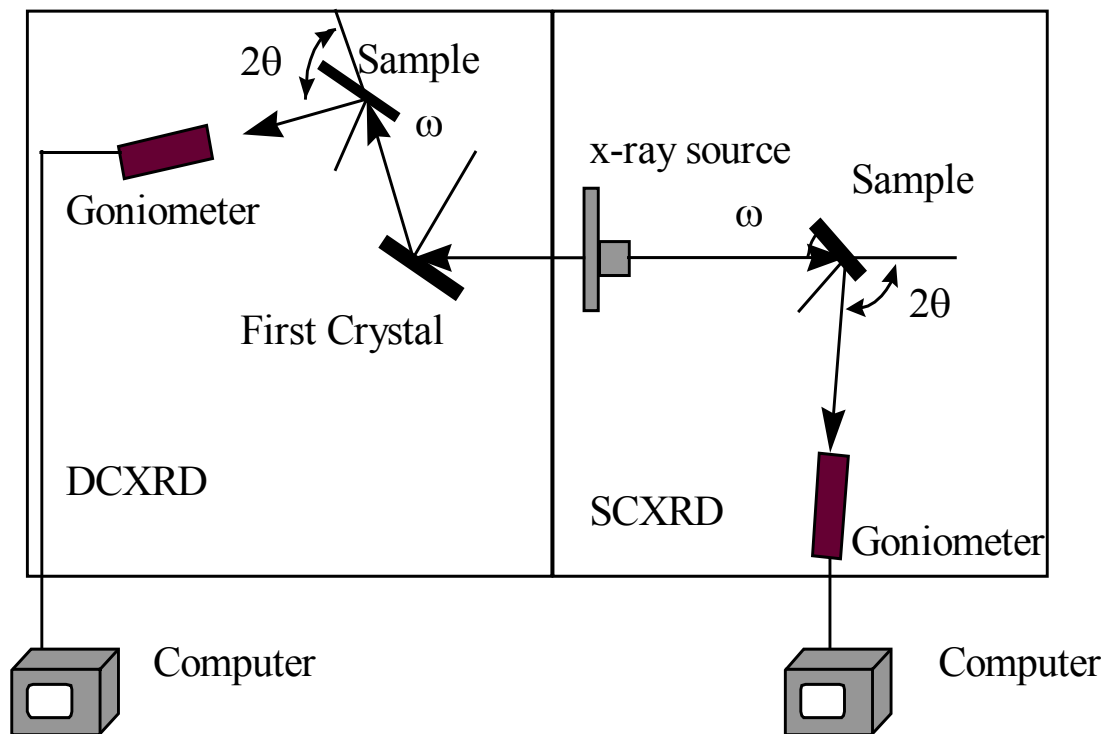 2θ
Sample
ω
Goniometer
First Crystal
DCXRD
x-ray source
Sample
ω
2θ
SCXRD
Goniometer
Computer
Computer